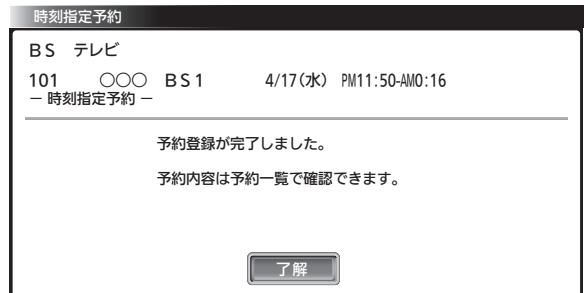 時刻指定予約
BS テレビ
101 ○○○ BS1 4/17(水) PM11:50-AM0:16
− 時刻指定予約 −
予約登録が完了しました。
予約内容は予約一覧で確認できます。
了解